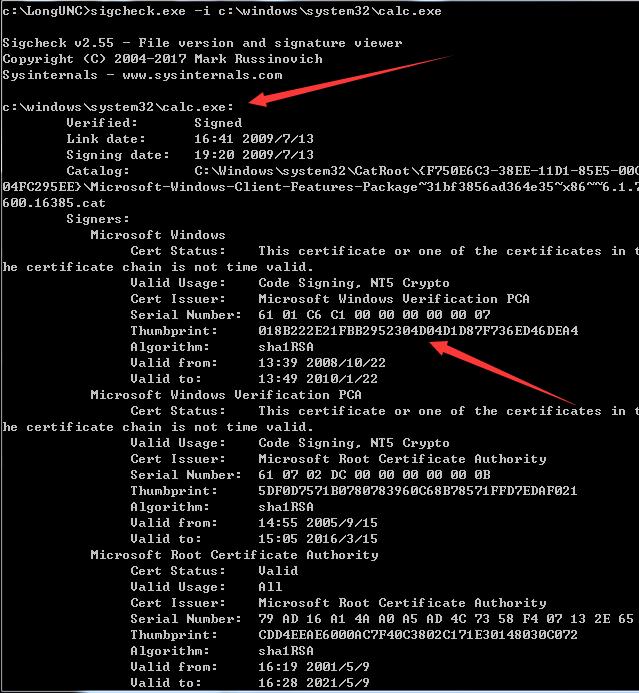 c:\LongUNC>sigcheck.exe -i c:\windows\system32\calc.exe
Sigcheck v2.55 - File version and signature viewer
Copyright (C) 2004-2017 Mark Russinovich
Sysinternals - www.sysinternals.com
c:\windows\system32\calc.exe:
Verified: Signed
Link date: 16:41 2009/7/13
Signing date: 19:20 2009/7/13
Catalog: C:\Windows\system32\CatRoot\{F750E6C3-38EE-11D1-85E5-00C
04FC295EE}\Microsoft-Windows-Client-Features-Package~31bf3856ad364e35~x86~~6.1.7
600.16385.cat
Signers:
Microsoft Windows
Cert Status: This certificate or one of the certificates in t
he certificate chain is not time valid.
Valid Usage: Code Signing, NT5 Crypto
Cert Issuer: Microsoft Windows Verification PCA
Serial Number: 61 01 C6 C1 00 00 00 00 00 07
Thumbprint: 018B222E21FBB2952304D04D1D87F736ED46DEA4
Algorithm: sha1RSA
Valid from: 13:39 2008/10/22
Valid to: 13:49 2010/1/22
Microsoft Windows Verification PCA
Cert Status: This certificate or one of the certificates in t
he certificate chain is not time valid.
Valid Usage: Code Signing, NT5 Crypto
Cert Issuer: Microsoft Root Certificate Authority
Serial Number: 61 07 02 DC 00 00 00 00 00 0B
Thumbprint: 5DF0D7571B0780783960C68B78571FFD7EDAF021
Algorithm: sha1RSA
Valid from: 14:55 2005/9/15
Valid to: 15:05 2016/3/15
Microsoft Root Certificate Authority
Cert Status: Valid
Valid Usage: All
Cert Issuer: Microsoft Root Certificate Authority
Serial Number: 79 AD 16 A1 4A A0 A5 AD 4C 73 58 F4 07 13 2E 65
Thumbprint: CDD4EEAE6000AC7F40C3802C171E30148030C072
Algorithm: sha1RSA
Valid from: 16:19 2001/5/9
Valid to: 16:28 2021/5/9